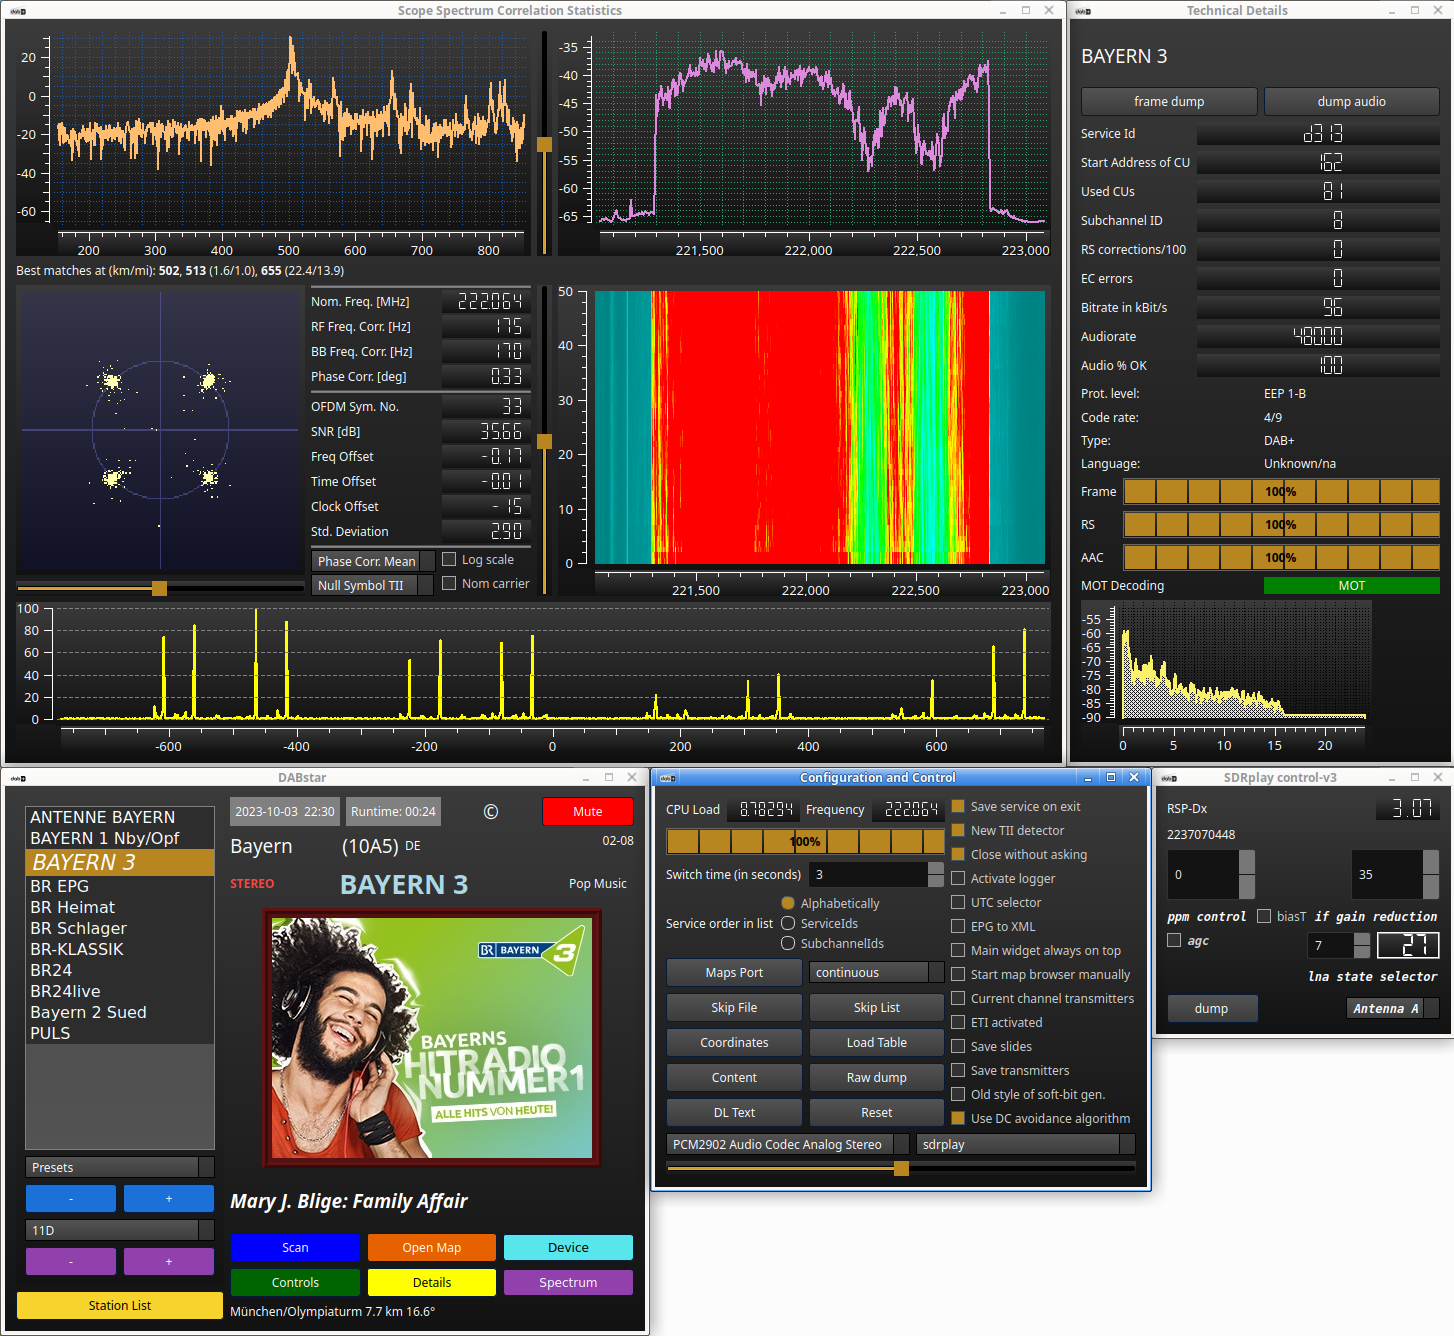 Scope Spectrum Correlation Statistics
20
0
-20
-40
-60
200 300 400 500 600 700 800
-35
-40
-45
-50
-55
-60
-65
221,500 222,000 222,500 223,000
Best matches at (km/mi): 502, 513 (1.6/1.0), 655 (22.4/13.9)
Nom. Freq. [MHz] 222.064
RF Freq. Corr. [Hz] 175
BB Freq. Corr. [Hz] 170
Phase Corr. [deg] 0.33
OFDM Sym. No. 33
SNR [dB] 35.66
Freq Offset -0.17
Time Offset -0.01
Clock Offset -15
Std. Deviation 2.90
Phase Corr. Mean Log scale
Null Symbol TII Nom carrier
50
40
30
20
10
0
221,500 222,000 222,500 223,000
100
80
60
40
20
0
-600 -400 -200 0 200 400 600
Technical Details
BAYERN 3
frame dump dump audio
Service Id d313
Start Address of CU 162
Used CUs 81
Subchannel ID 0
RS corrections/100 0
EC errors 0
Bitrate in kBit/s 96
Audiorate 48000
Audio % OK 100
Prot. level: EEP 1-B
Code rate: 4/9
Type: DAB+
Language: Unknown/na
Frame 100%
RS 100%
AAC 100%
MOT Decoding MOT
-55
-60
-65
-70
-75
-80
-85
-90
0 5 10 15 20
DABstar
ANTENNE BAYERN
BAYERN 1 Nby/Opf
BAYERN 3
BR EPG
BR Heimat
BR Schlager
BR-KLASSIK
BR24
BR24live
Bayern 2 Sued
PULS
Presets
- +
11D
- +
Station List
2023-10-03 22:30 Runtime: 00:24 © Mute
Bayern (10A5) DE 02-08
STEREO BAYERN 3 Pop Music
BR BAYERN 3
BAYERNS
HITRADIO
NUMMER1
ALLE HITS VON HEUTE!
Mary J. Blige: Family Affair
Scan Open Map Device
Controls Details Spectrum
München/Olympiaturm 7.7 km 16.6°
Configuration and Control
CPU Load 0.78294 Frequency 222.064
100%
Switch time (in seconds) 3
Service order in list
Alphabetically
ServiceIds
SubchannelIds
Maps Port continuous
Skip File Skip List
Coordinates Load Table
Content Raw dump
DL Text Reset
Save service on exit
New TII detector
Close without asking
Activate logger
UTC selector
EPG to XML
Main widget always on top
Start map browser manually
Current channel transmitters
ETI activated
Save slides
Save transmitters
Old style of soft-bit gen.
Use DC avoidance algorithm
PCM2902 Audio Codec Analog Stereo sdrplay
SDRplay control-v3
RSP-Dx 3.07
2237070448
0 35
ppm control biasT if gain reduction
agc 7 27
lna state selector
dump Antenna A